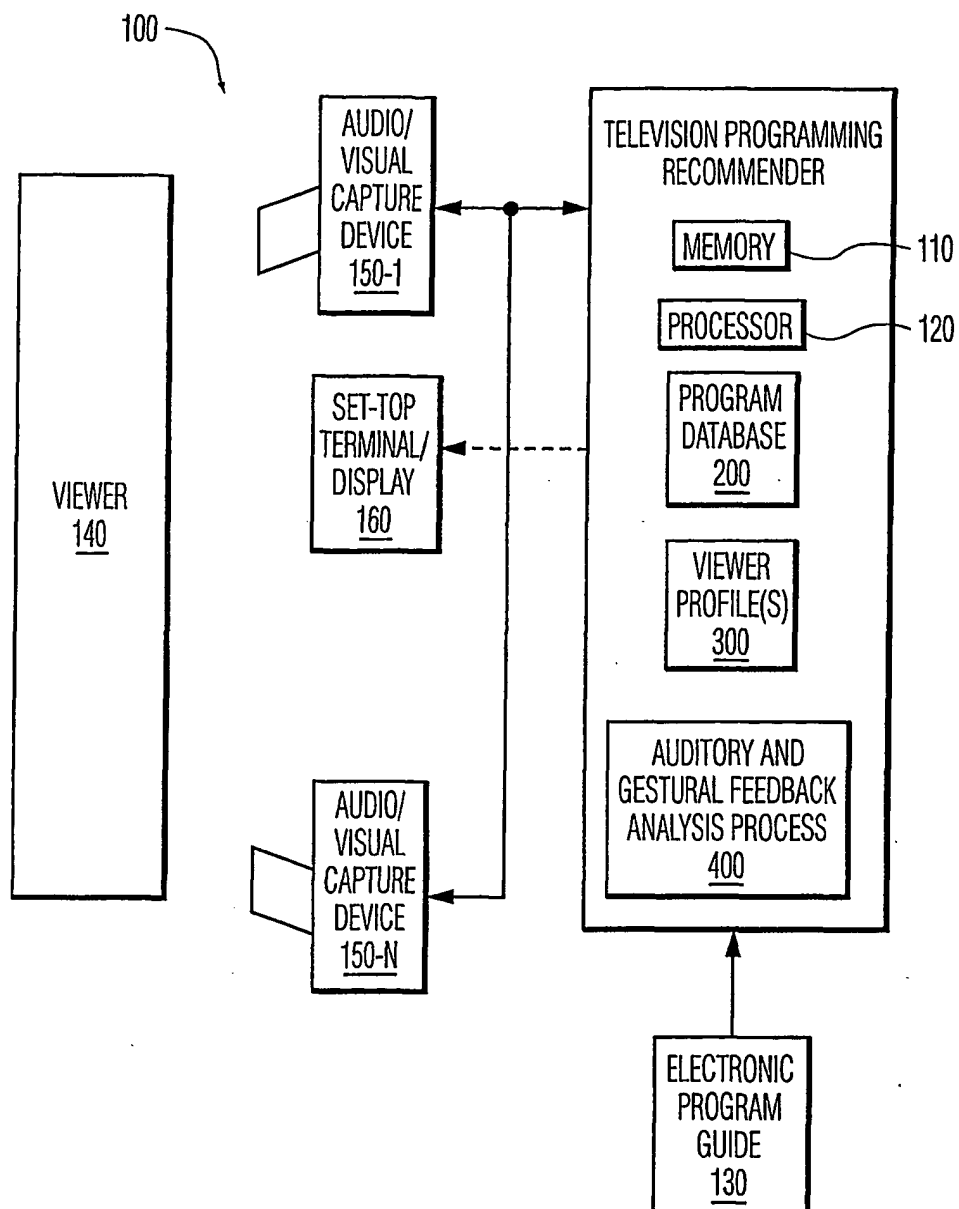 100
AUDIO/
VISUAL
CAPTURE
DEVICE
150-1
TELEVISION PROGRAMMING
RECOMMENDER
MEMORY
110
PROCESSOR
120
SET-TOP
TERMINAL/
DISPLAY
160
PROGRAM
DATABASE
200
VIEWER
140
VIEWER
PROFILE(S)
300
AUDITORY AND
GESTURAL FEEDBACK
ANALYSIS PROCESS
400
AUDIO/
VISUAL
CAPTURE
DEVICE
150-N
ELECTRONIC
PROGRAM
GUIDE
130